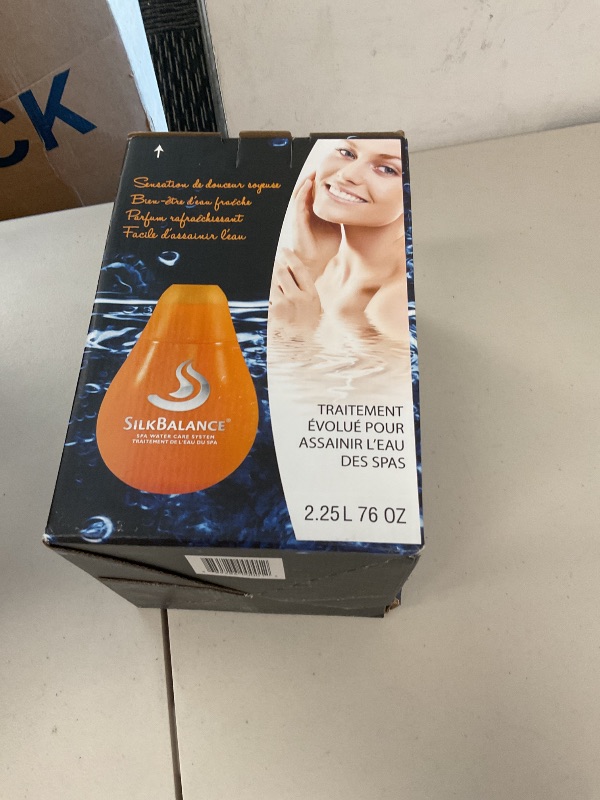 CK
Sensation de douceur soyeuse
Bien-être d'eau fraîche
Parfum rafraîchissant
Facile d'assainir l'eau
SILKBALANCE®
SPA WATER CARE SYSTEM
TRAITEMENT DE L'EAU DU SPA
TRAITEMENT
ÉVOLUÉ POUR
ASSAINIR L'EAU
DES SPAS
2.25L 76 OZ